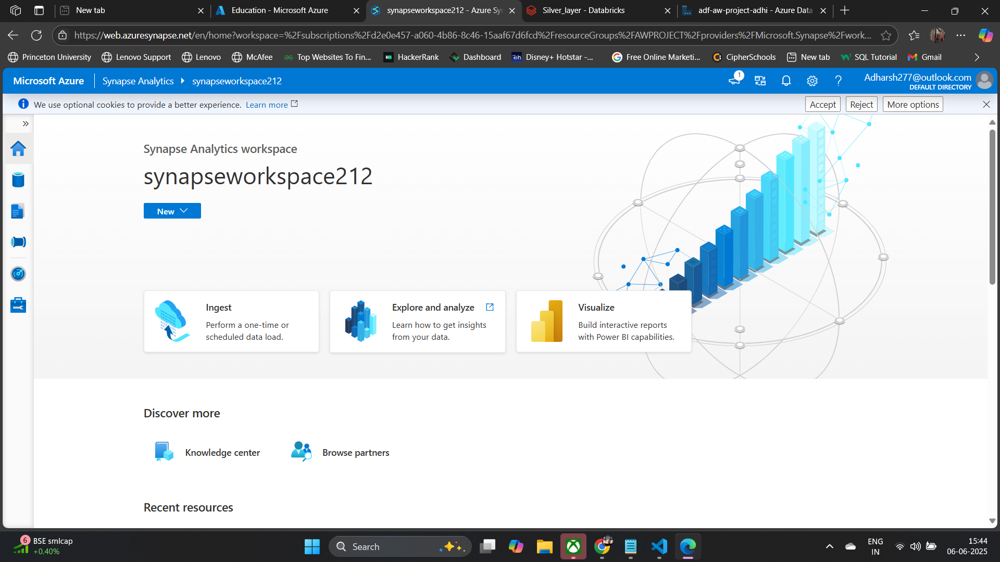 New tab
Education - Microsoft Azure
synapseworkspace212 - Azure Sy
Silver_layer - Databricks
adf-aw-project-adhi - Azure Data
https://web.azuresynapse.net/en/home?workspace=%2Fsubscriptions%2Fd2e0e457-a060-4b86-8c46-15aaf67d6fcd%2FresourceGroups%2FAWPROJECT%2Fproviders%2FMicrosoft.Synapse%2Fwork...
Princeton University
Lenovo Support
Lenovo
McAfee
Top Websites To Fin...
HackerRank
Dashboard
Disney+ Hotstar -...
Free Online Marketi...
CipherSchools
New tab
SQL Tutorial
Gmail
Microsoft Azure
Synapse Analytics
synapseworkspace212
1
Adharsh277@outlook.com
DEFAULT DIRECTORY
We use optional cookies to provide a better experience. Learn more
Accept
Reject
More options
Synapse Analytics workspace
synapseworkspace212
New
Ingest
Perform a one-time or
scheduled data load.
Explore and analyze
Learn how to get insights
from your data.
Visualize
Build interactive reports
with Power BI capabilities.
Discover more
Knowledge center
Browse partners
Recent resources
6
BSE smlcap
+0.40%
Search
ENG
IN
15:44
06-06-2025